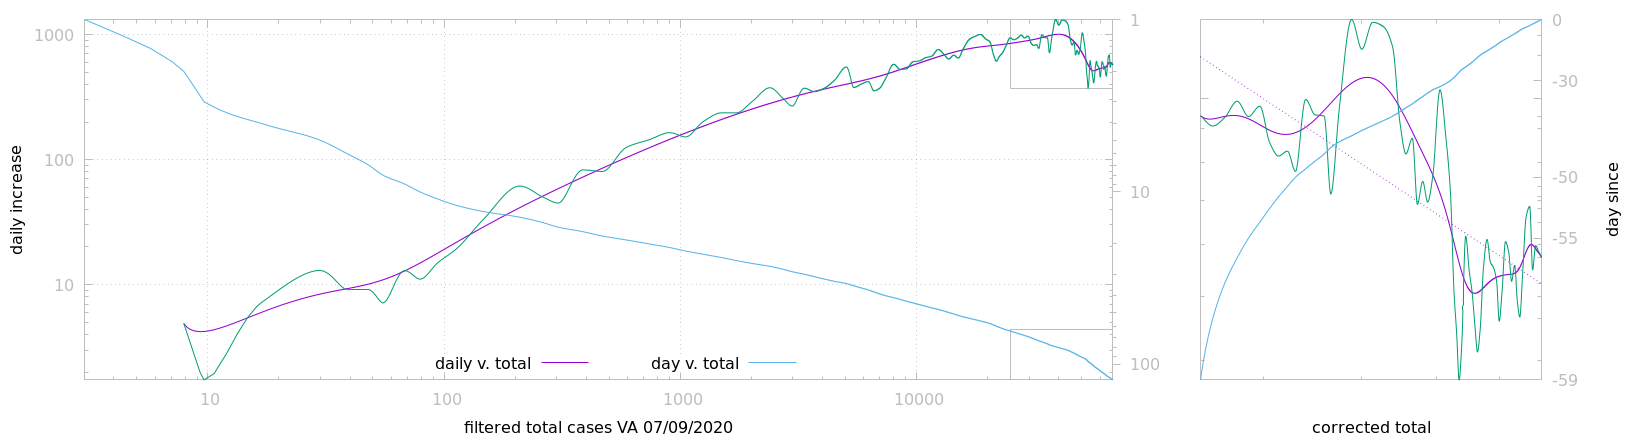 1000
100
10
daily increase
10
100
1000
10000
filtered total cases VA 07/09/2020
daily v. total
day v. total
1
10
100
0
-30
-50
-55
-59
day since
corrected total